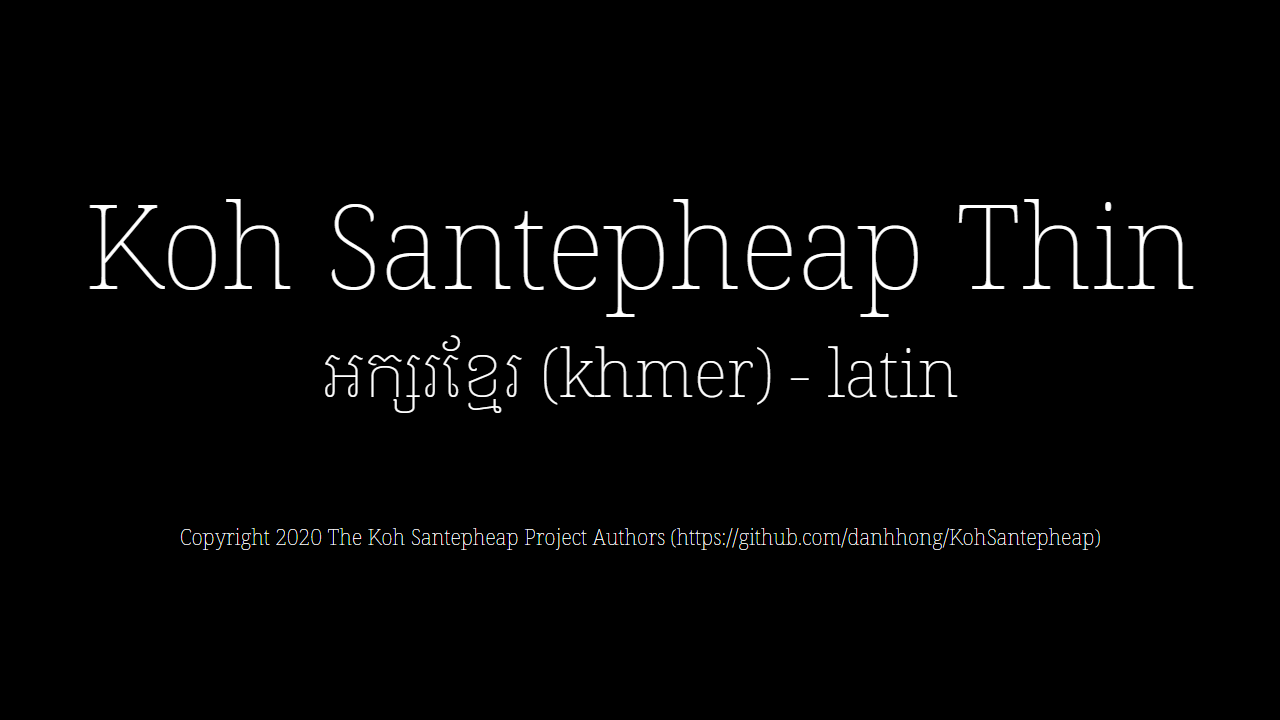 Koh Santepheap Thin
អក្សរខ្មែរ (khmer) - latin
Copyright 2020 The Koh Santepheap Project Authors (https://github.com/danhhong/KohSantepheap)